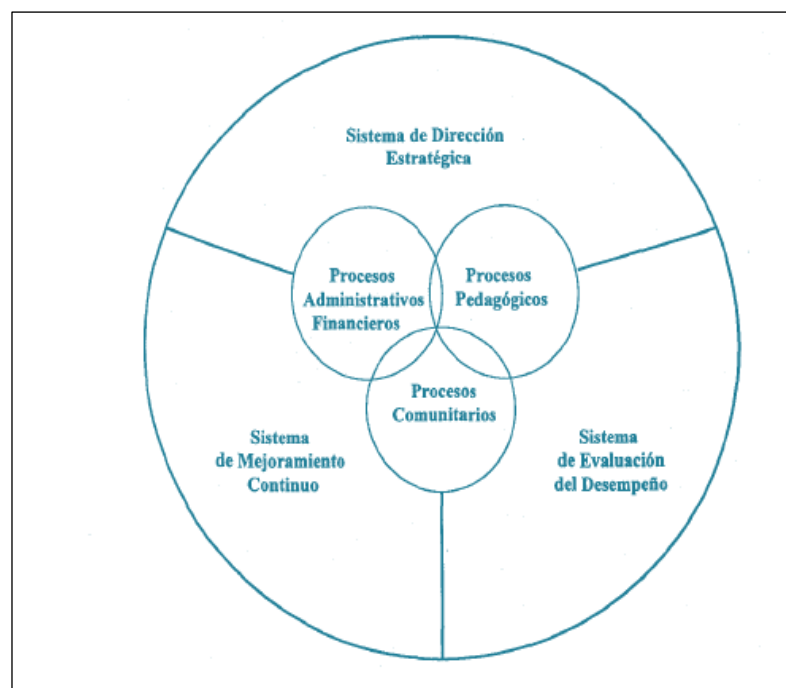 Sistema de Dirección
Estratégica
Procesos
Administrativos
Financieros
Procesos
Pedagógicos
Procesos
Comunitarios
Sistema
de Mejoramiento
Continuo
Sistema
de Evaluación
del Desempeño